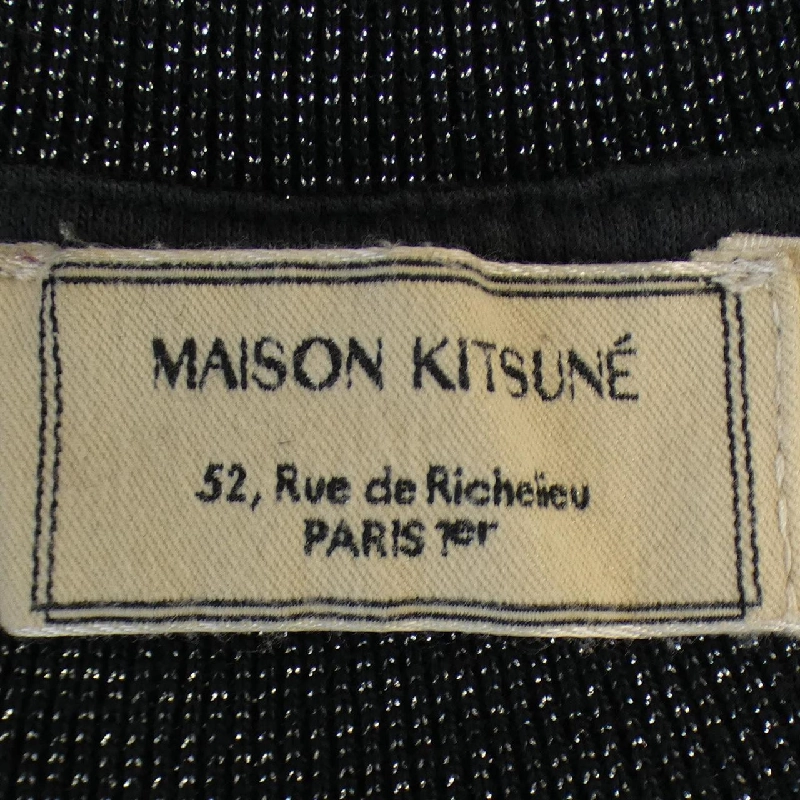 MAISON KITSUNÉ
52, Rue de Richelieu
PARIS 1er